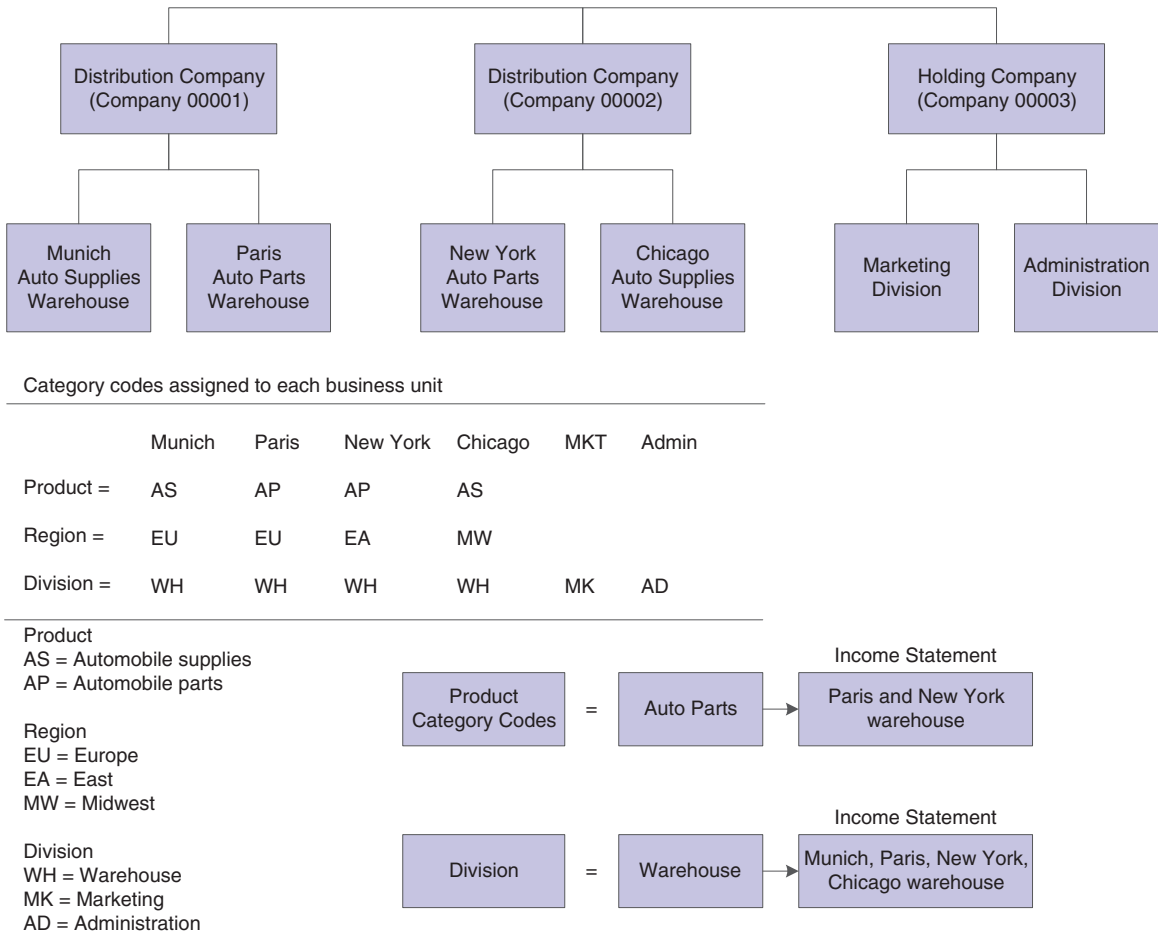 Distribution Company
(Company 00001)
Distribution Company
(Company 00002)
Holding Company
(Company 00003)
Munich
Auto Supplies
Warehouse
Paris
Auto Parts
Warehouse
New York
Auto Parts
Warehouse
Chicago
Auto Supplies
Warehouse
Marketing
Division
Administration
Division
Category codes assigned to each business unit
Munich Paris New York Chicago MKT Admin
Product = AS AP AP AS
Region = EU EU EA MW
Division = WH WH WH WH MK AD
Product
AS = Automobile supplies
AP = Automobile parts
Region
EU = Europe
EA = East
MW = Midwest
Division
WH = Warehouse
MK = Marketing
AD = Administration
Income Statement
Product
Category Codes
=
Auto Parts
Paris and New York
warehouse
Income Statement
Division
=
Warehouse
Munich, Paris, New York,
Chicago warehouse